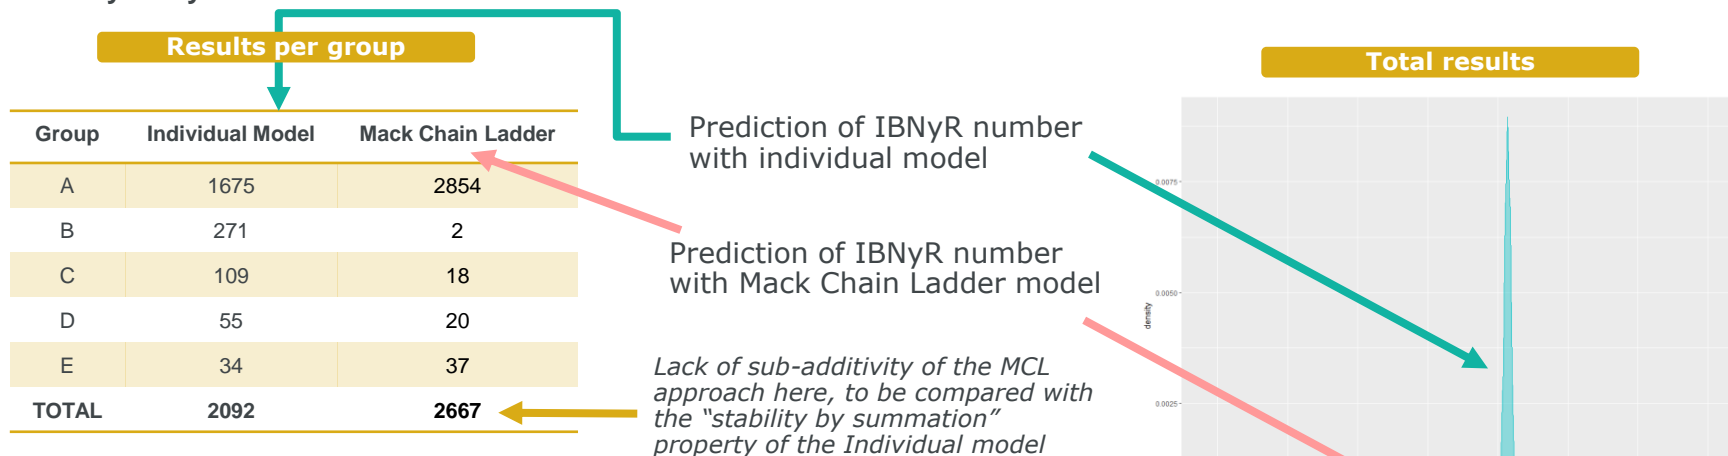 Results per group
Total results
Group Individual Model Mack Chain Ladder
A 1675 2854
B 271 2
C 109 18
D 55 20
E 34 37
TOTAL 2092 2667
Prediction of IBNyR number
with individual model
Prediction of IBNyR number
with Mack Chain Ladder model
Lack of sub-additivity of the MCL
approach here, to be compared with
the “stability by summation”
property of the Individual model
0.0075
0.0050
0.0025
density